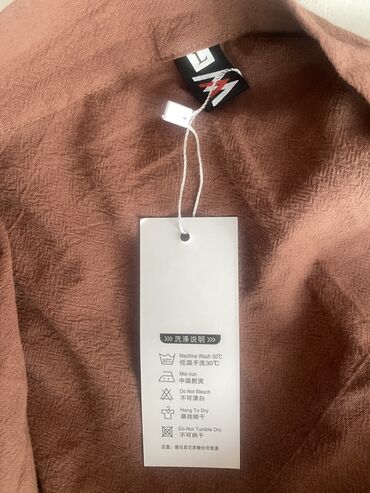 >>> 洗涤说明 >>>
Machine Wash 30℃
低温手洗30℃
Mid-Iron
中温熨烫
Do Not Bleach
不可漂白
Hang To Dry
悬挂晾干
Do Not Tumble Dry
不可烘干